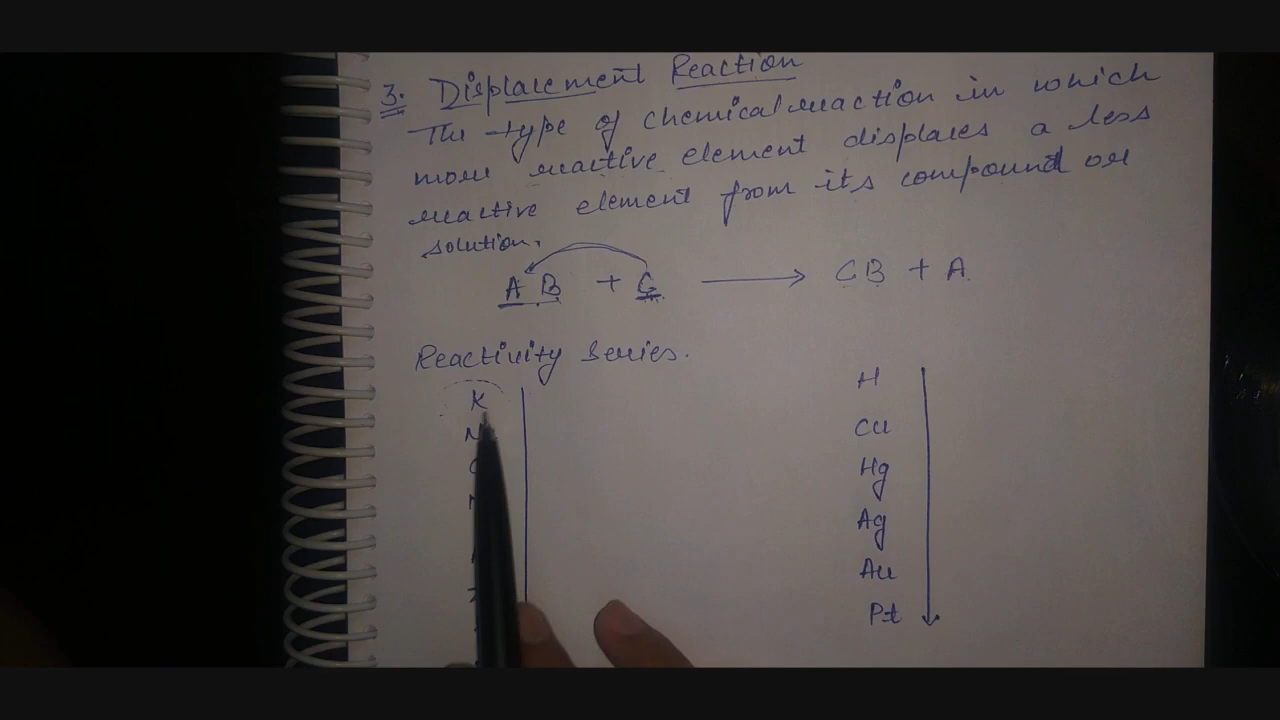 3. Displacement Reaction
The type of chemical reaction in which
more reactive element displaces a less
reactive element from its compound or
solution.
AB + C → CB + A.
Reactivity Series.
K
H
Cu
Hg
Ag
Au
Pt